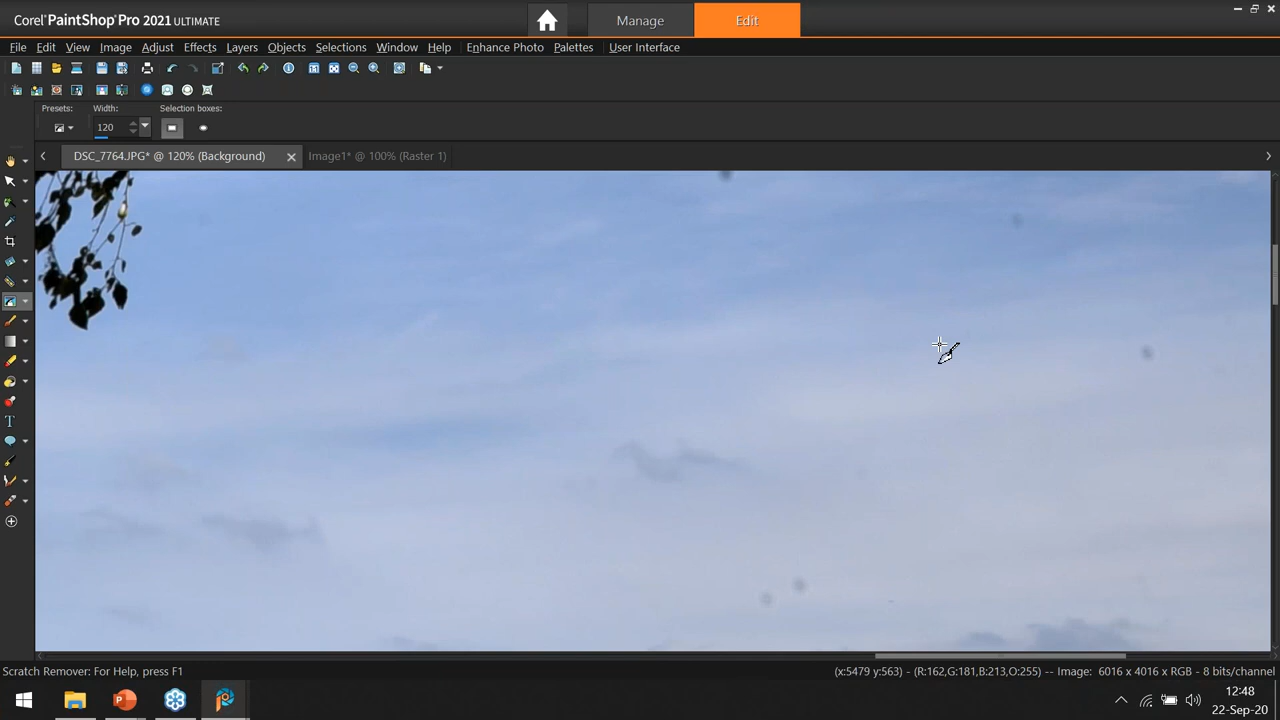 Corel® PaintShop® Pro 2021 ULTIMATE
Manage
Edit
File Edit View Image Adjust Effects Layers Objects Selections Window Help Enhance Photo Palettes User Interface
Presets: Width: Selection boxes:
120
DSC_7764.JPG* @ 120% (Background)
Image1* @ 100% (Raster 1)
Scratch Remover: For Help, press F1
(x:5479 y:563) - (R:162,G:181,B:213,O:255) -- Image: 6016 x 4016 x RGB - 8 bits/channel
12:48
22-Sep-20